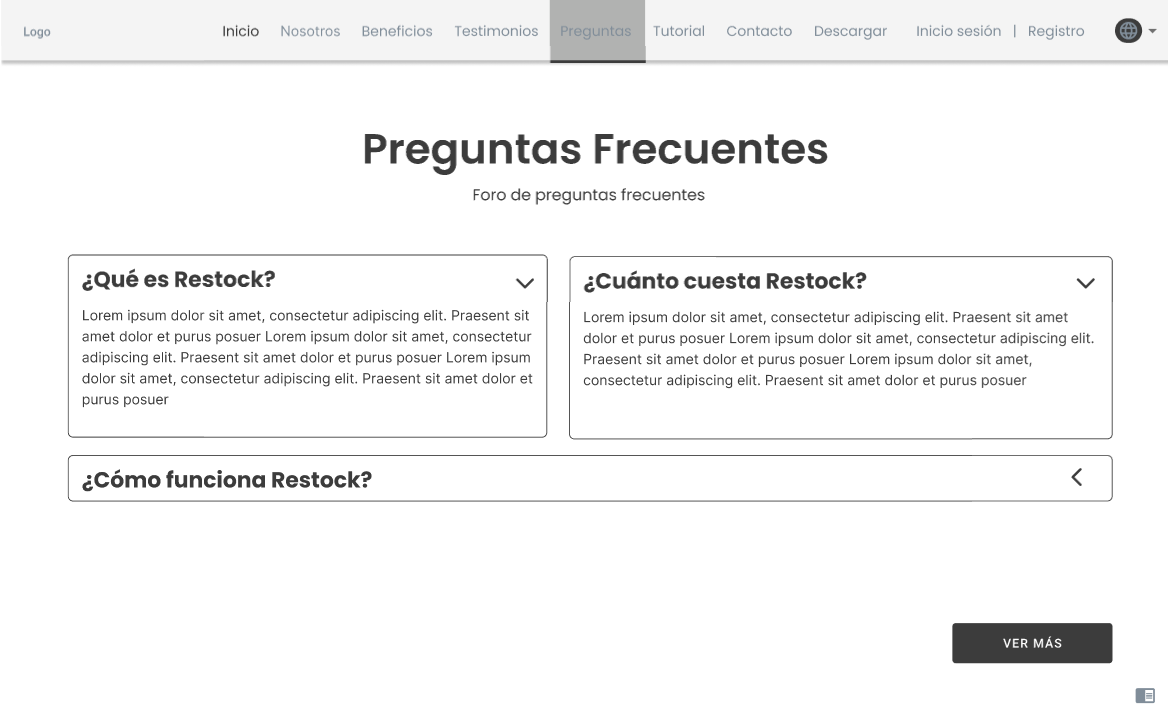 Logo
Inicio Nosotros Beneficios Testimonios Preguntas Tutorial Contacto Descargar Inicio sesión | Registro
Preguntas Frecuentes
Foro de preguntas frecuentes
¿Qué es Restock?
Lorem ipsum dolor sit amet, consectetur adipiscing elit. Praesent sit
amet dolor et purus posuer Lorem ipsum dolor sit amet, consectetur
adipiscing elit. Praesent sit amet dolor et purus posuer Lorem ipsum
dolor sit amet, consectetur adipiscing elit. Praesent sit amet dolor et
purus posuer
¿Cuánto cuesta Restock?
Lorem ipsum dolor sit amet, consectetur adipiscing elit. Praesent sit amet
dolor et purus posuer Lorem ipsum dolor sit amet, consectetur adipiscing elit.
Praesent sit amet dolor et purus posuer Lorem ipsum dolor sit amet,
consectetur adipiscing elit. Praesent sit amet dolor et purus posuer
¿Cómo funciona Restock?
VER MÁS